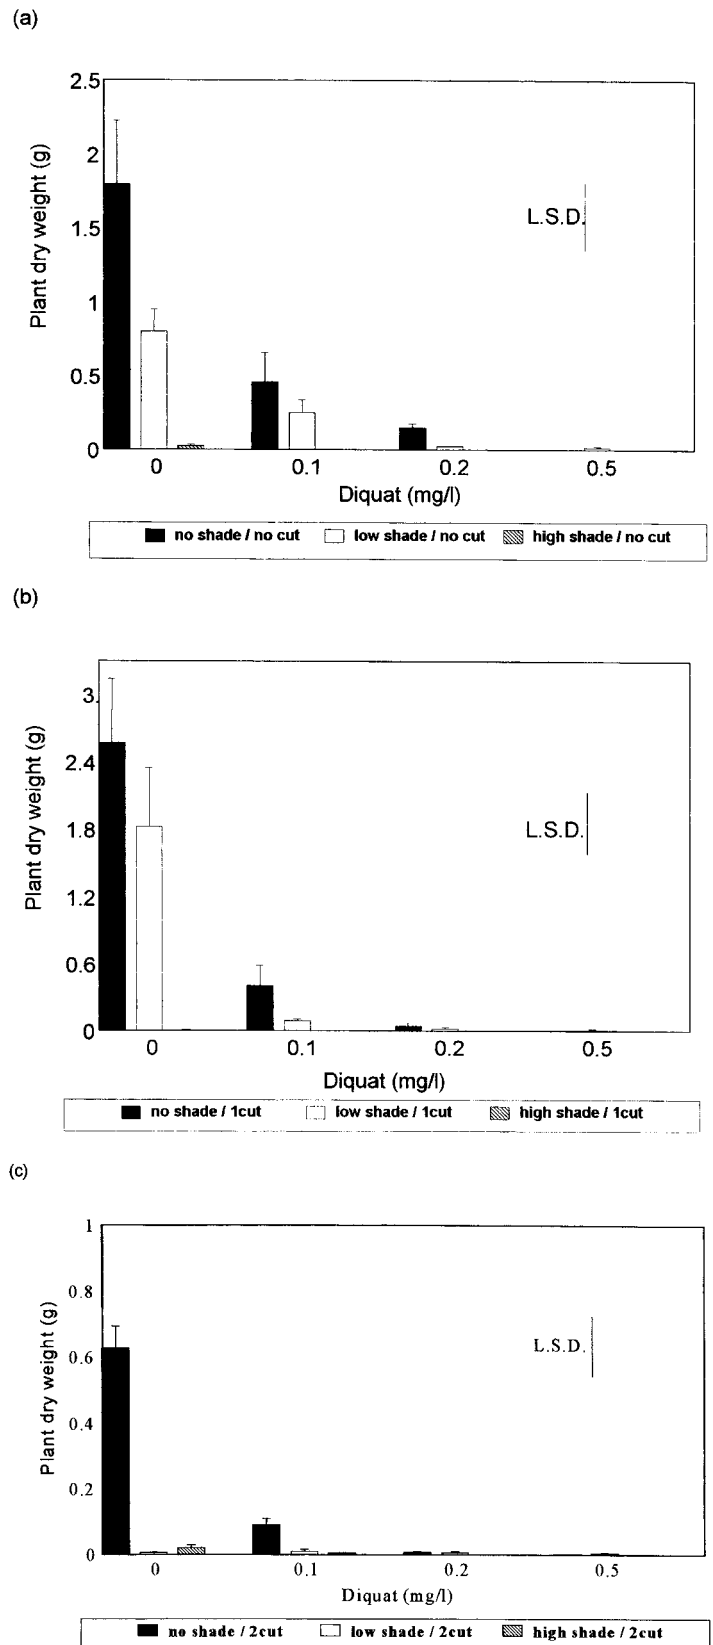 (a)
2.5
2
1.5
1
0.5
0
Plant dry weight (g)
L.S.D.
0 0.1 0.2 0.5
Diquat (mg/l)
no shade / no cut low shade / no cut high shade / no cut
(b)
3.
2.4
1.8
1.2
0.6
0
Plant dry weight (g)
L.S.D.
0 0.1 0.2 0.5
Diquat (mg/l)
no shade / 1cut low shade / 1cut high shade / 1cut
(c)
1
0.8
0.6
0.4
0.2
0
Plant dry weight (g)
L.S.D.
0 0.1 0.2 0.5
Diquat (mg/l)
no shade / 2cut low shade / 2cut high shade / 2cut